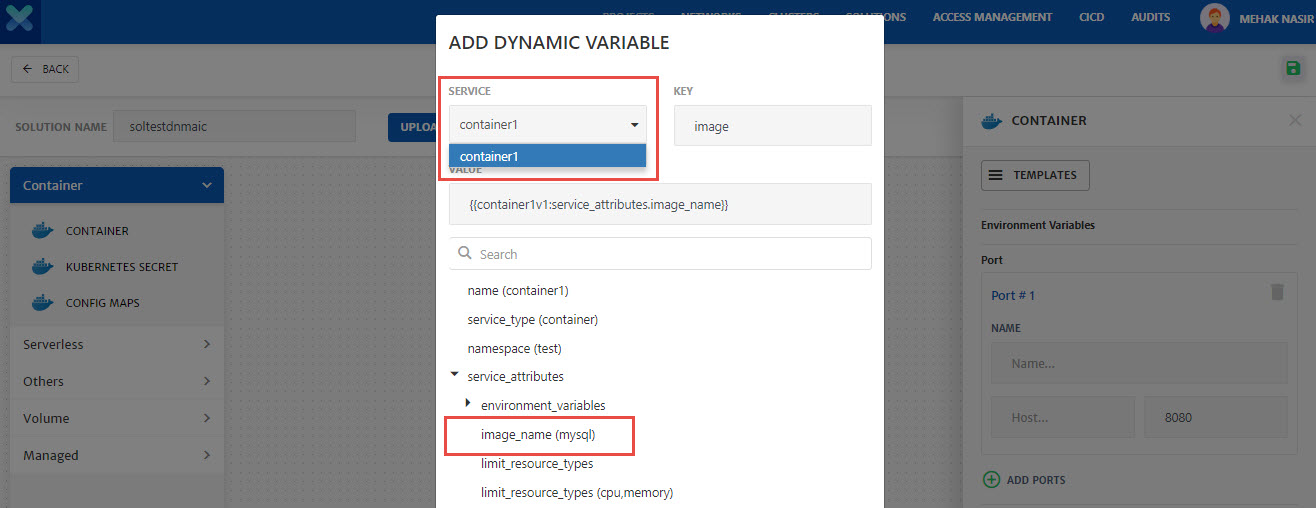 PROJECTS NETWORKS CLUSTERS SOLUTIONS ACCESS MANAGEMENT CICD AUDITS MEHAK NASIR
BACK
ADD DYNAMIC VARIABLE
SERVICE KEY
container1 image
container1
VALUE
{{container1v1:service_attributes.image_name}}
Search
name (container1)
service_type (container)
namespace (test)
service_attributes
environment_variables
image_name (mysql)
limit_resource_types
limit_resource_types (cpu,memory)
SOLUTION NAME soltestdnmaic UPLOA
Container
CONTAINER
KUBERNETES SECRET
CONFIG MAPS
Serverless
Others
Volume
Managed
CONTAINER
TEMPLATES
Environment Variables
Port
Port # 1
NAME
Name...
Host... 8080
ADD PORTS